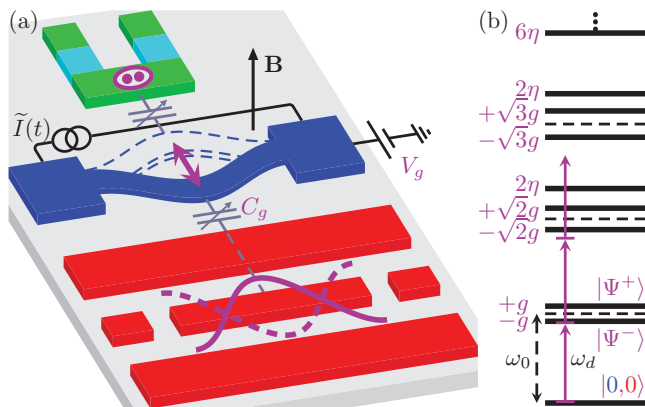 (a)
B
Ĩ(t)
V_g
C_g
(b)
6η
2η
+√3g
−√3g
2η
+√2g
−√2g
+g
−g
|Ψ⁺⟩
|Ψ⁻⟩
ω₀
ω_d
|0,0⟩